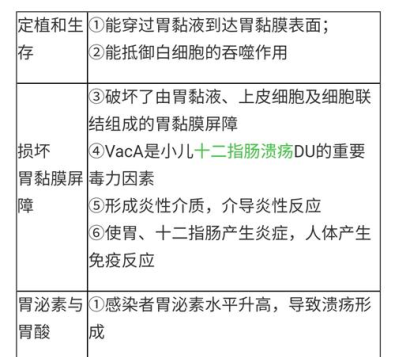 定植和生存
①能穿过胃黏液到达胃黏膜表面；
②能抵御白细胞的吞噬作用
损坏
胃黏膜屏障
③破坏了由胃黏液、上皮细胞及细胞联
结组成的胃黏膜屏障
④VacA是小儿十二指肠溃疡DU的重要
毒力因素
⑤形成炎性介质，介导炎性反应
⑥使胃、十二指肠产生炎症，人体产生
免疫反应
胃泌素与
胃酸
①感染者胃泌素水平升高，导致溃疡形
成